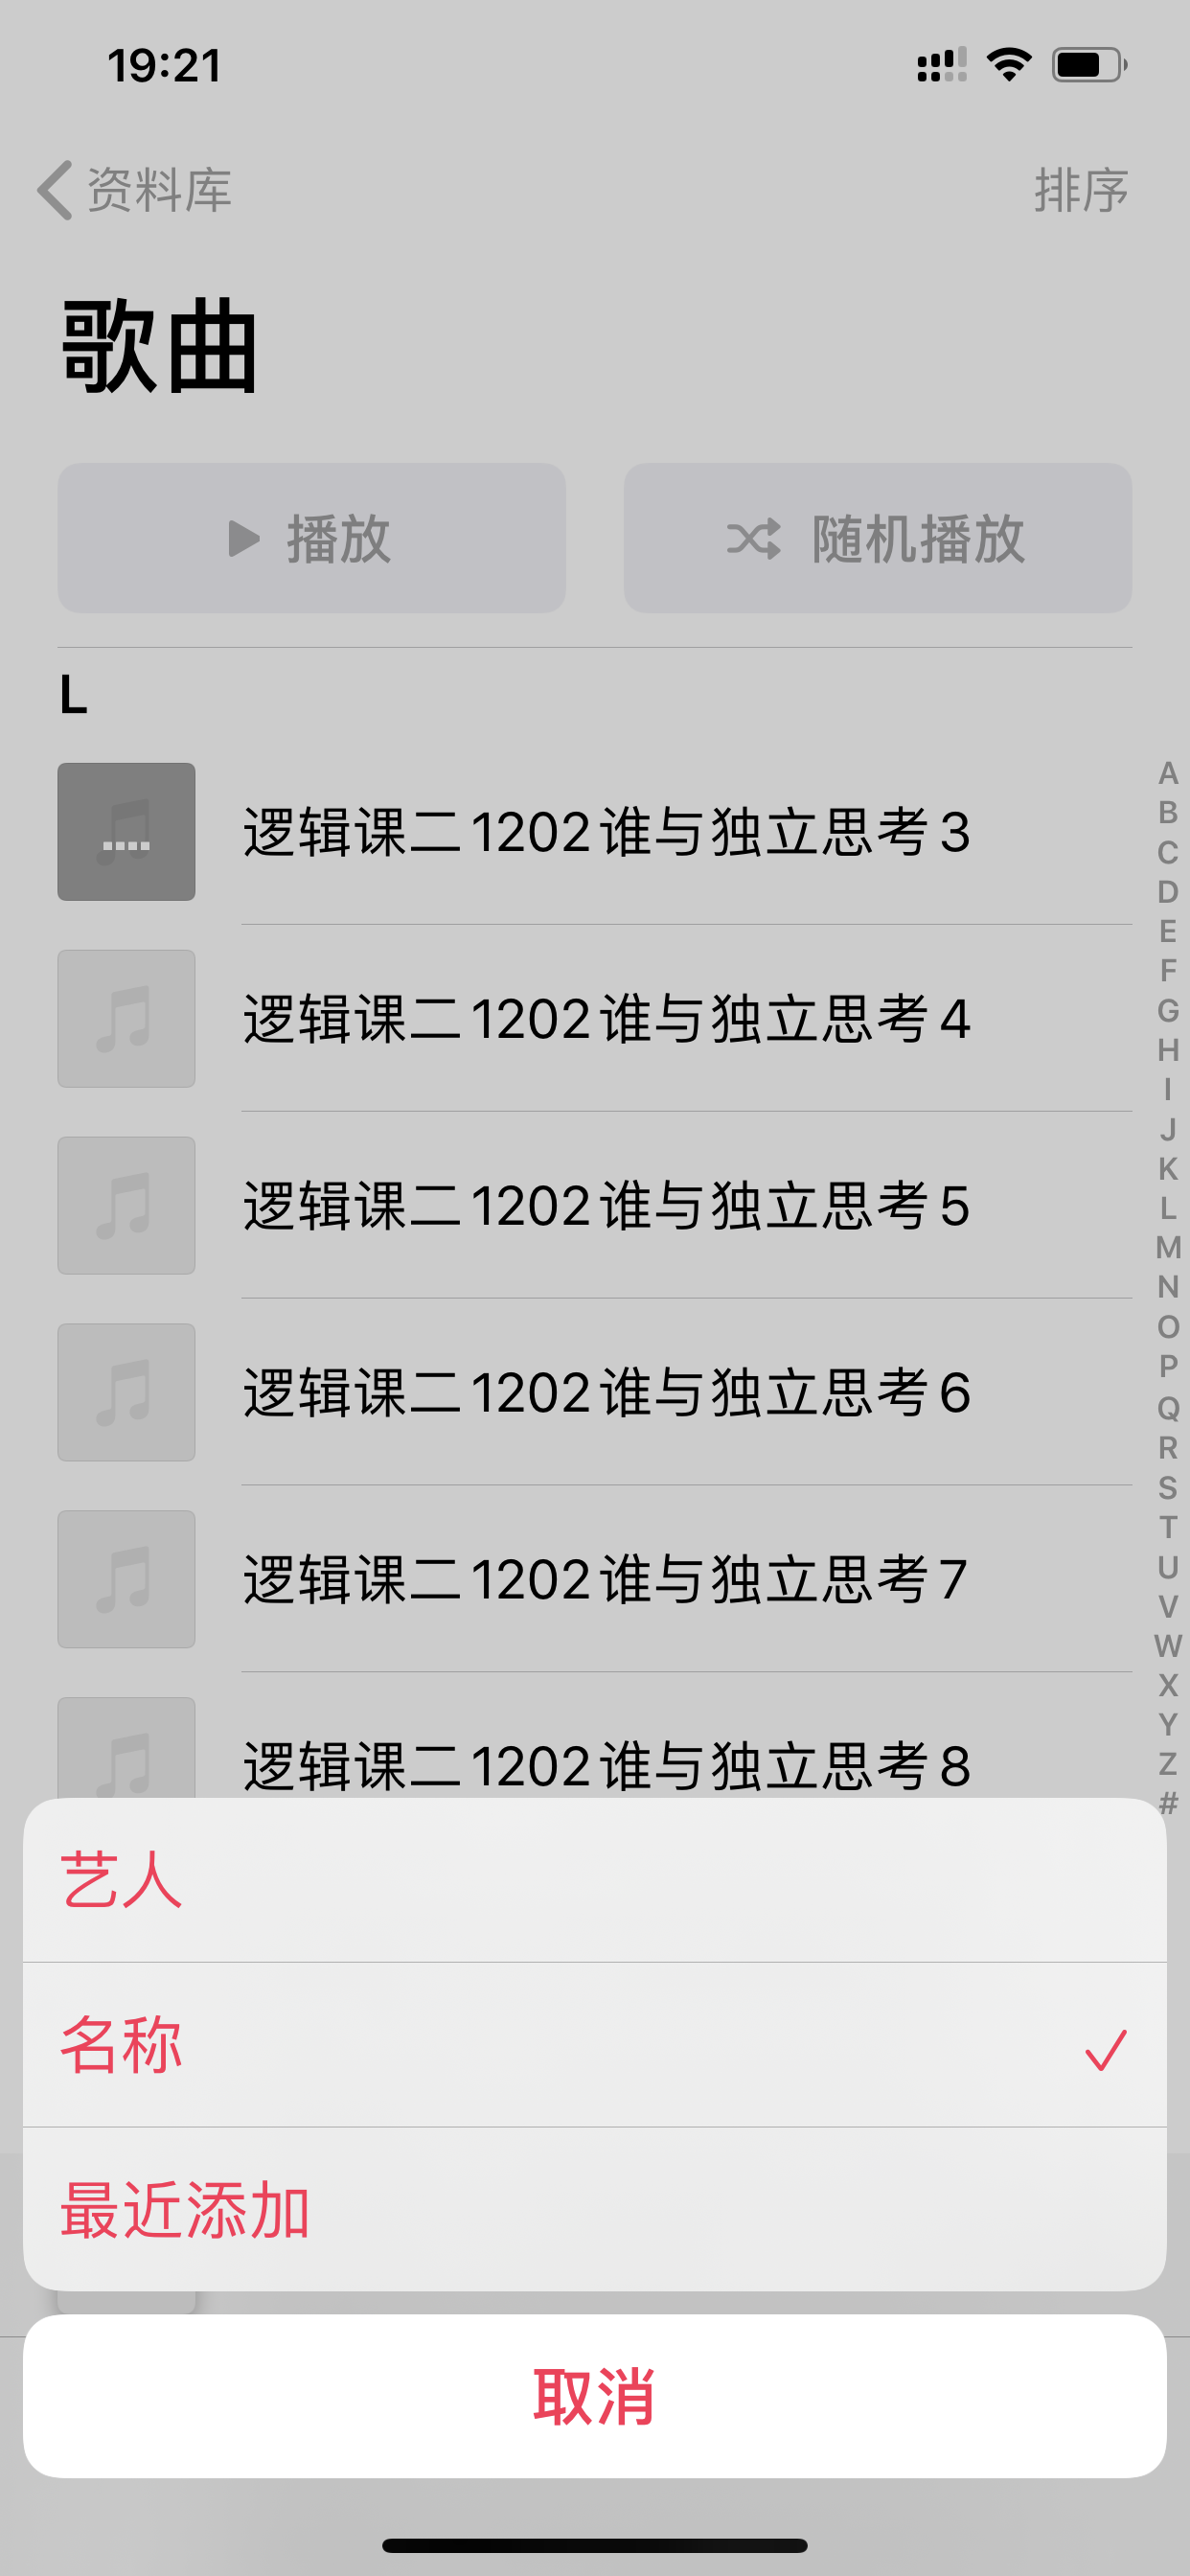 19:21
资料库
排序
歌曲
播放
随机播放
L
逻辑课二1202谁与独立思考3
逻辑课二1202谁与独立思考4
逻辑课二1202谁与独立思考5
逻辑课二1202谁与独立思考6
逻辑课二1202谁与独立思考7
逻辑课二1202谁与独立思考8
A
B
C
D
E
F
G
H
I
J
K
L
M
N
O
P
Q
R
S
T
U
V
W
X
Y
Z
#
艺人
名称
最近添加
取消